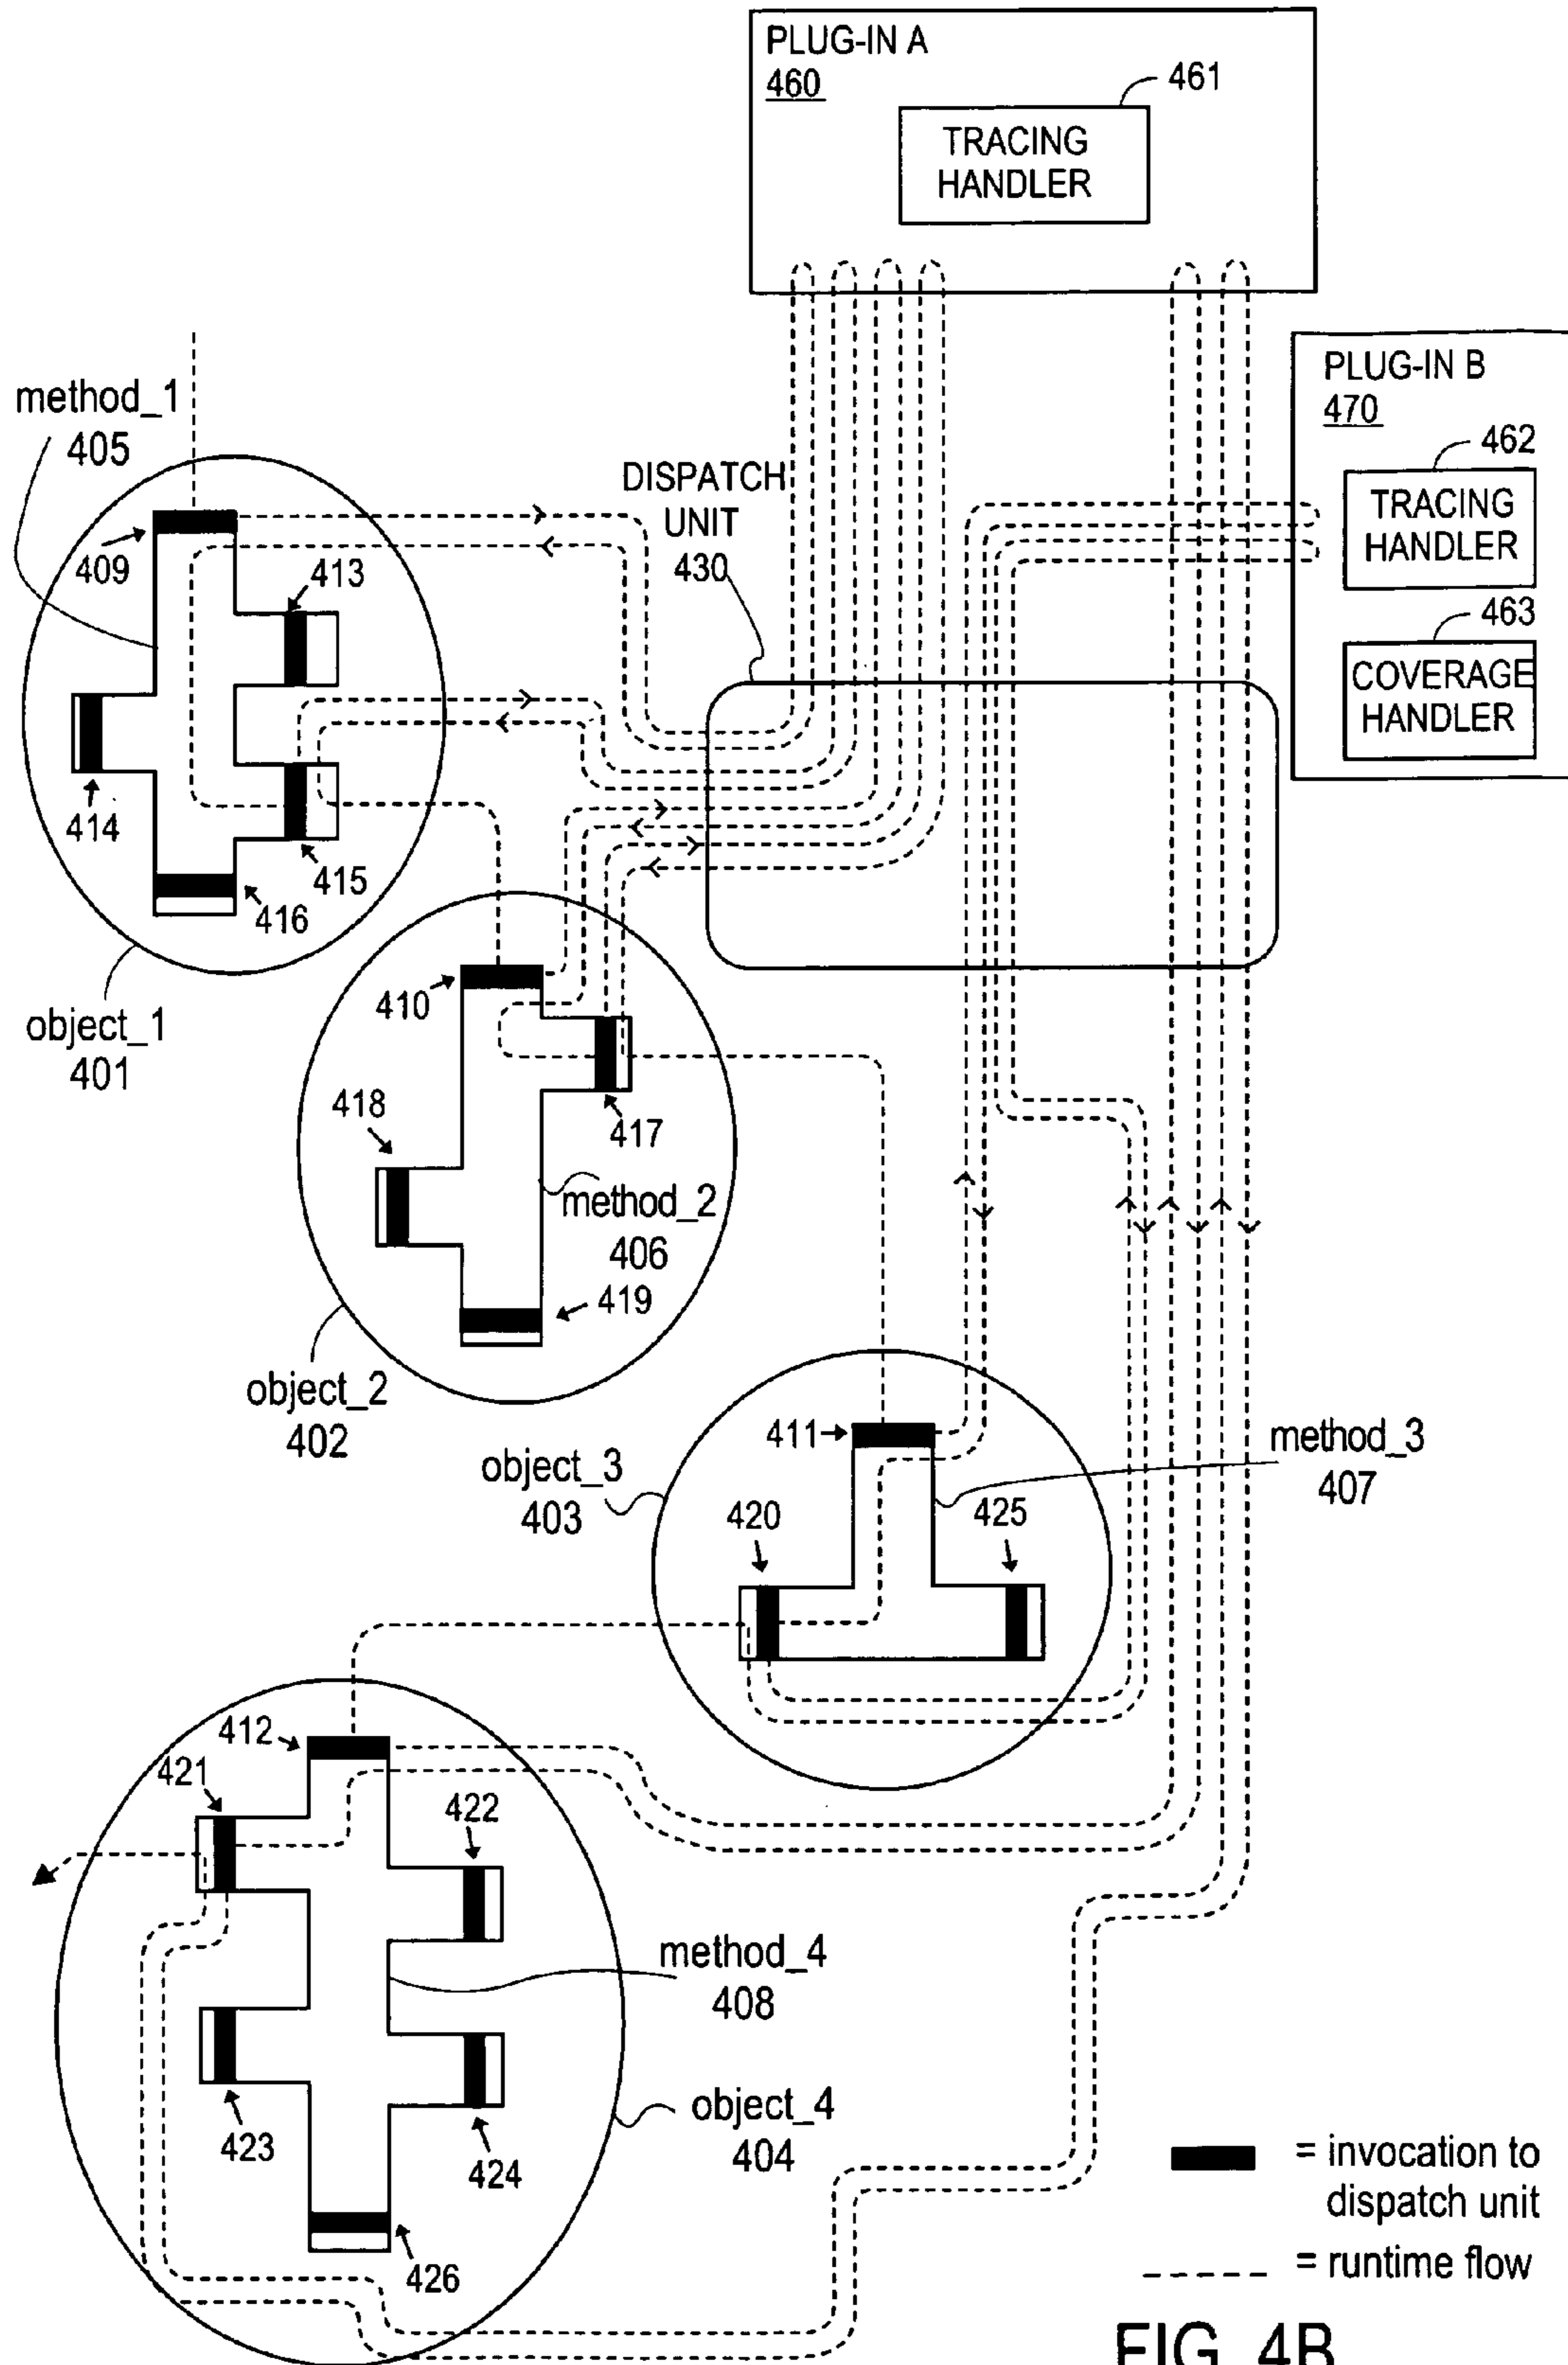 PLUG-IN A
460
461
TRACING
HANDLER
PLUG-IN B
470
462
TRACING
HANDLER
463
COVERAGE
HANDLER
method_1
405
DISPATCH
UNIT
430
409
413
414
415
416
object_1
401
410
417
418
method_2
406
419
object_2
402
411
method_3
407
object_3
403
420
425
412
421
422
method_4
408
423
424
object_4
404
426
= invocation to
dispatch unit
= runtime flow
FIG. 4B